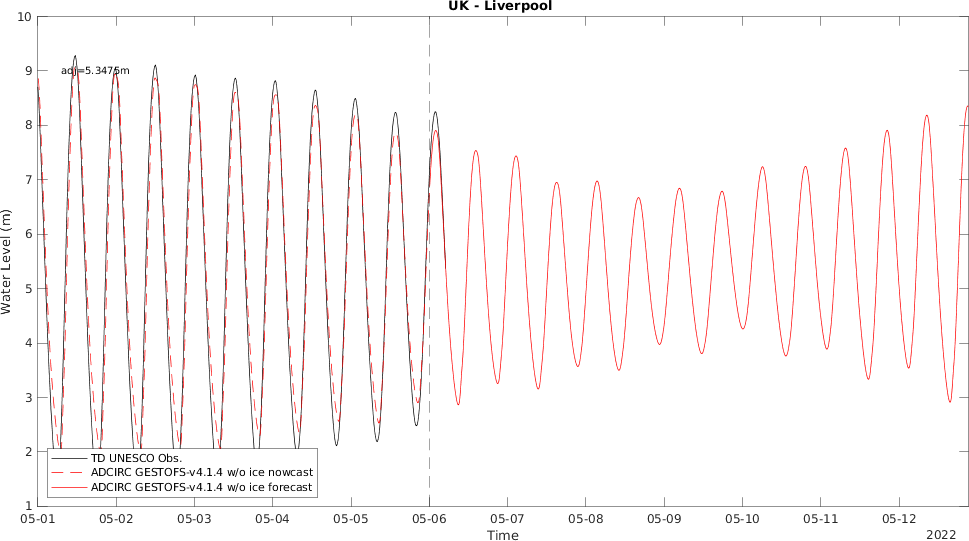 UK - Liverpool
10
9
8
7
6
5
4
3
2
1
Water Level (m)
adj=5.3475m
TD UNESCO Obs.
ADCIRC GESTOFS-v4.1.4 w/o ice nowcast
ADCIRC GESTOFS-v4.1.4 w/o ice forecast
05-01 05-02 05-03 05-04 05-05 05-06 05-07 05-08 05-09 05-10 05-11 05-12
Time
2022